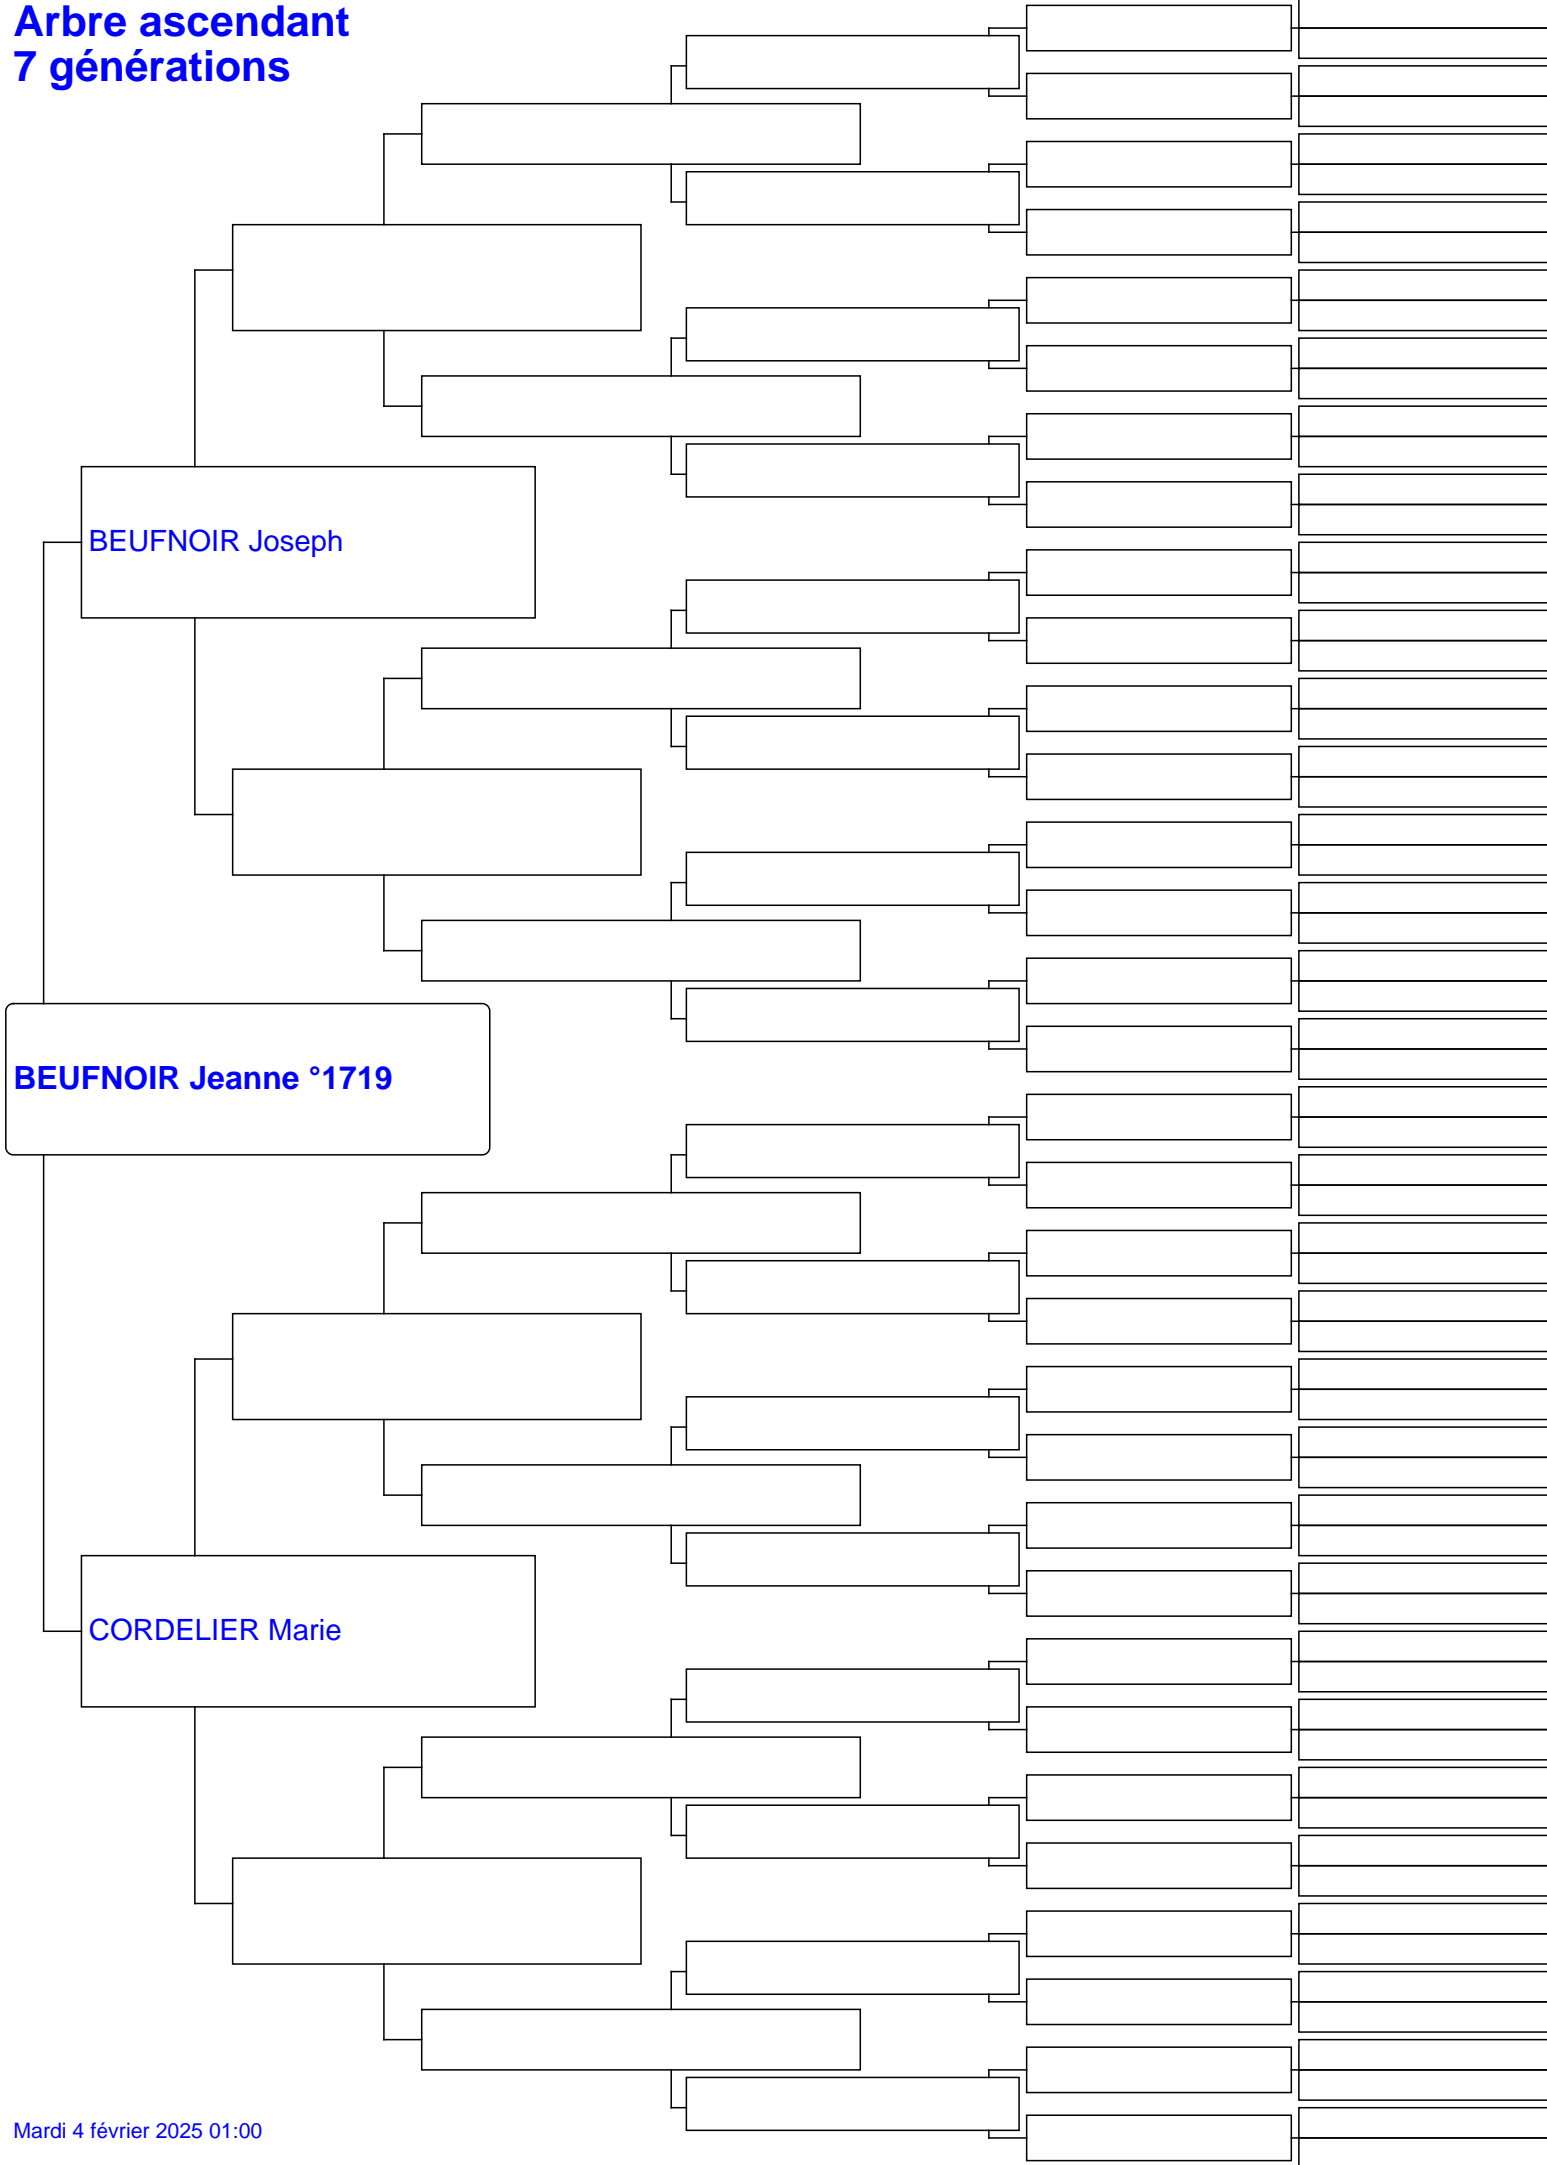 Arbre ascendant
7 générations
BEUFNOIR Joseph
BEUFNOIR Jeanne °1719
CORDELIER Marie
Mardi 4 février 2025 01:00